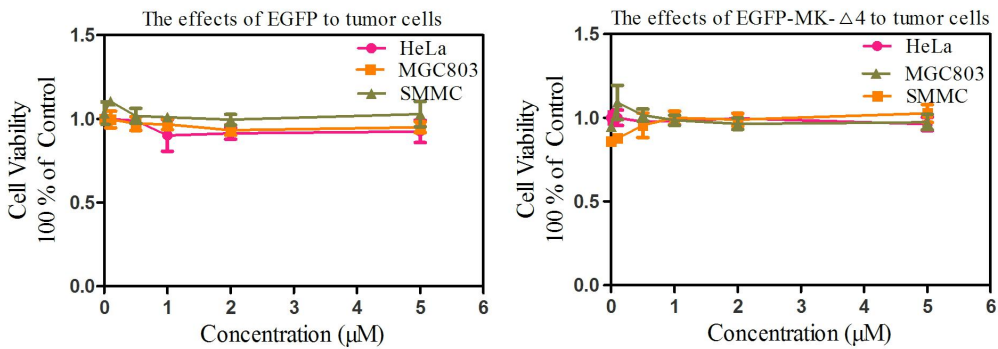 The effects of EGFP to tumor cells
HeLa
MGC803
SMMC
1.5
1.0
0.5
0.0
0
1
2
3
4
5
6
Cell Viability
100 % of Control
Concentration (μM)
The effects of EGFP-MK-△4 to tumor cells
HeLa
MGC803
SMMC
1.5
1.0
0.5
0.0
0
1
2
3
4
5
6
Cell Viability
100 % of Control
Concentration (μM)